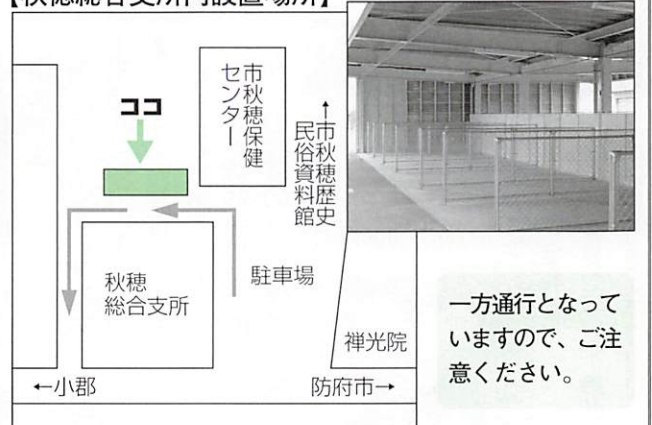 【秋穂総合支所内設置場所】
ココ
市秋穂保健
センター
↑市秋穂歴史
民俗資料館
秋穂
総合支所
駐車場
禅光院
←小郡
防府市→
一方通行となって
いますので、ご注
意ください。